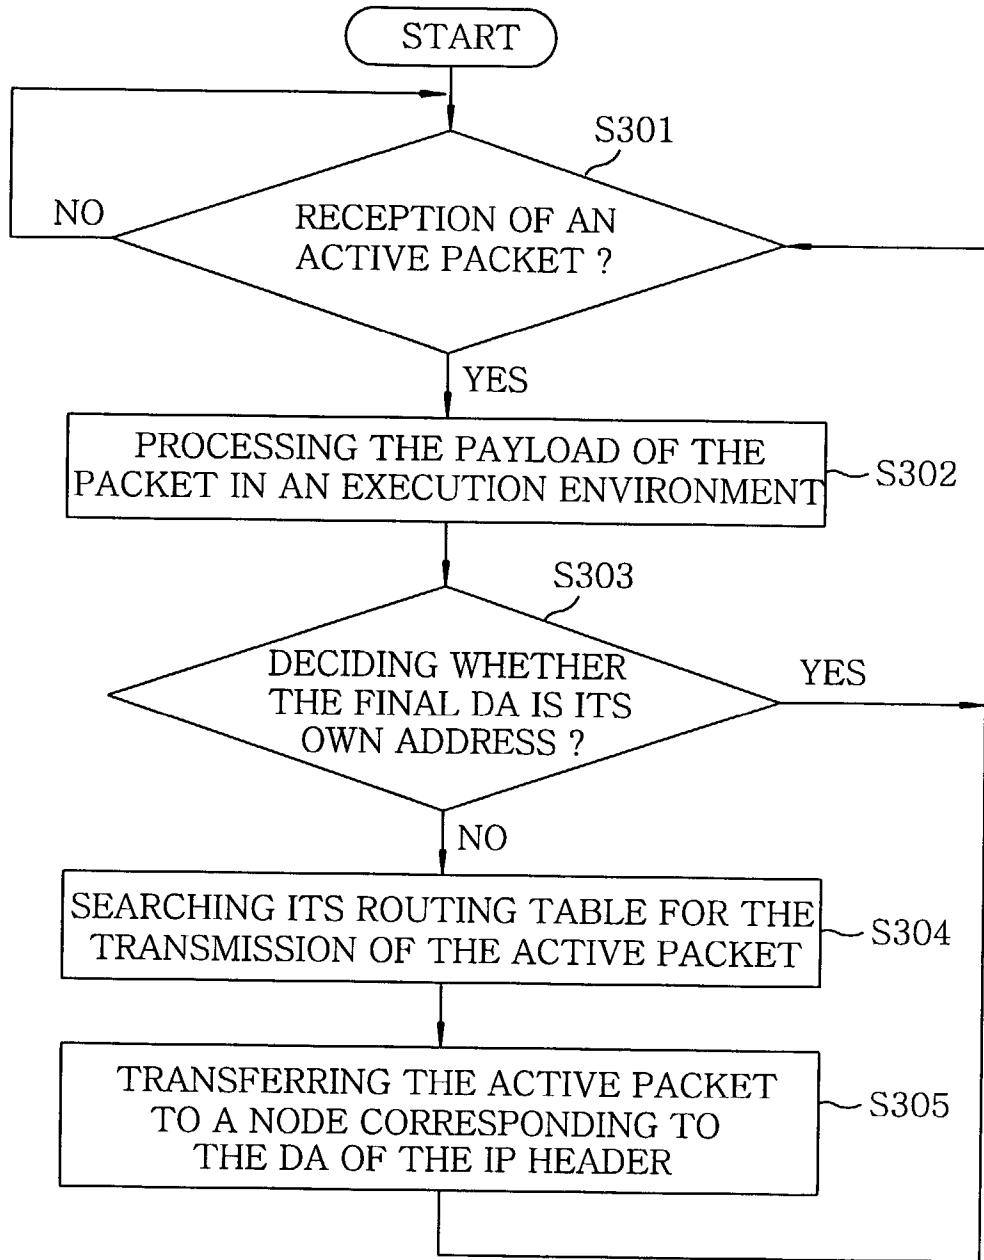 START
S301
RECEPTION OF AN
ACTIVE PACKET ?
NO
YES
PROCESSING THE PAYLOAD OF THE
PACKET IN AN EXECUTION ENVIRONMENT
S302
S303
DECIDING WHETHER
THE FINAL DA IS ITS
OWN ADDRESS ?
YES
NO
SEARCHING ITS ROUTING TABLE FOR THE
TRANSMISSION OF THE ACTIVE PACKET
S304
TRANSFERRING THE ACTIVE PACKET
TO A NODE CORRESPONDING TO
THE DA OF THE IP HEADER
S305